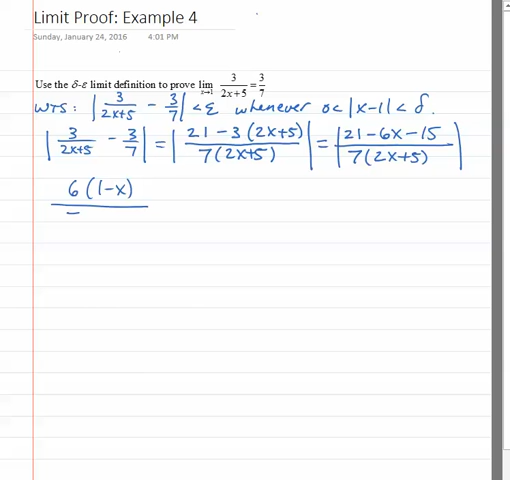 Limit Proof: Example 4
Sunday, January 24, 2016 4:01 PM
Use the δ-ε limit definition to prove lim x→1 3/(2x+5) = 3/7
WTS: | 3/(2x+5) - 3/7 | < ε whenever 0 < |x-1| < δ.
| 3/(2x+5) - 3/7 | = | (21-3(2x+5))/(7(2x+5)) | = | (21-6x-15)/(7(2x+5)) |
6(1-x)